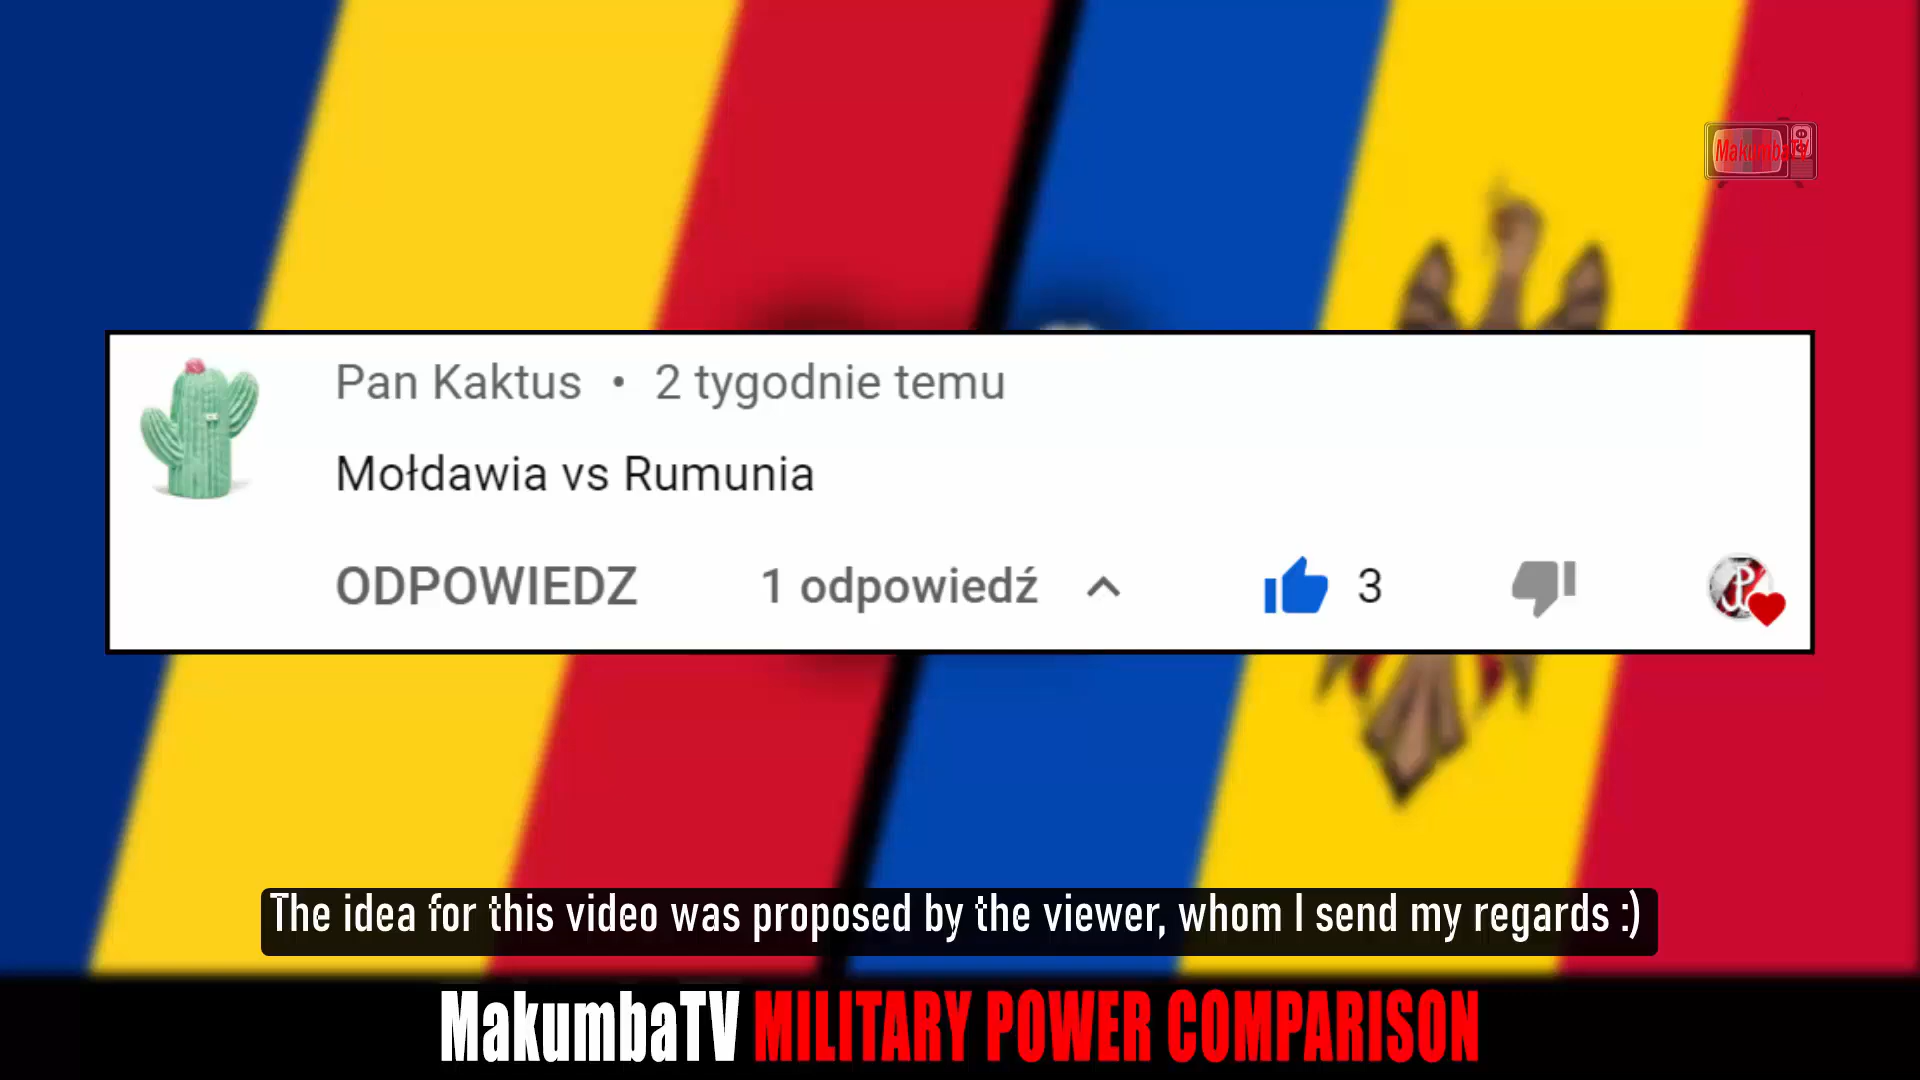 MakumbaTV
Pan Kaktus • 2 tygodnie temu
Mołdawia vs Rumunia
ODPOWIEDZ 1 odpowiedź 3
The idea for this video was proposed by the viewer, whom I send my regards :)
MakumbaTV MILITARY POWER COMPARISON